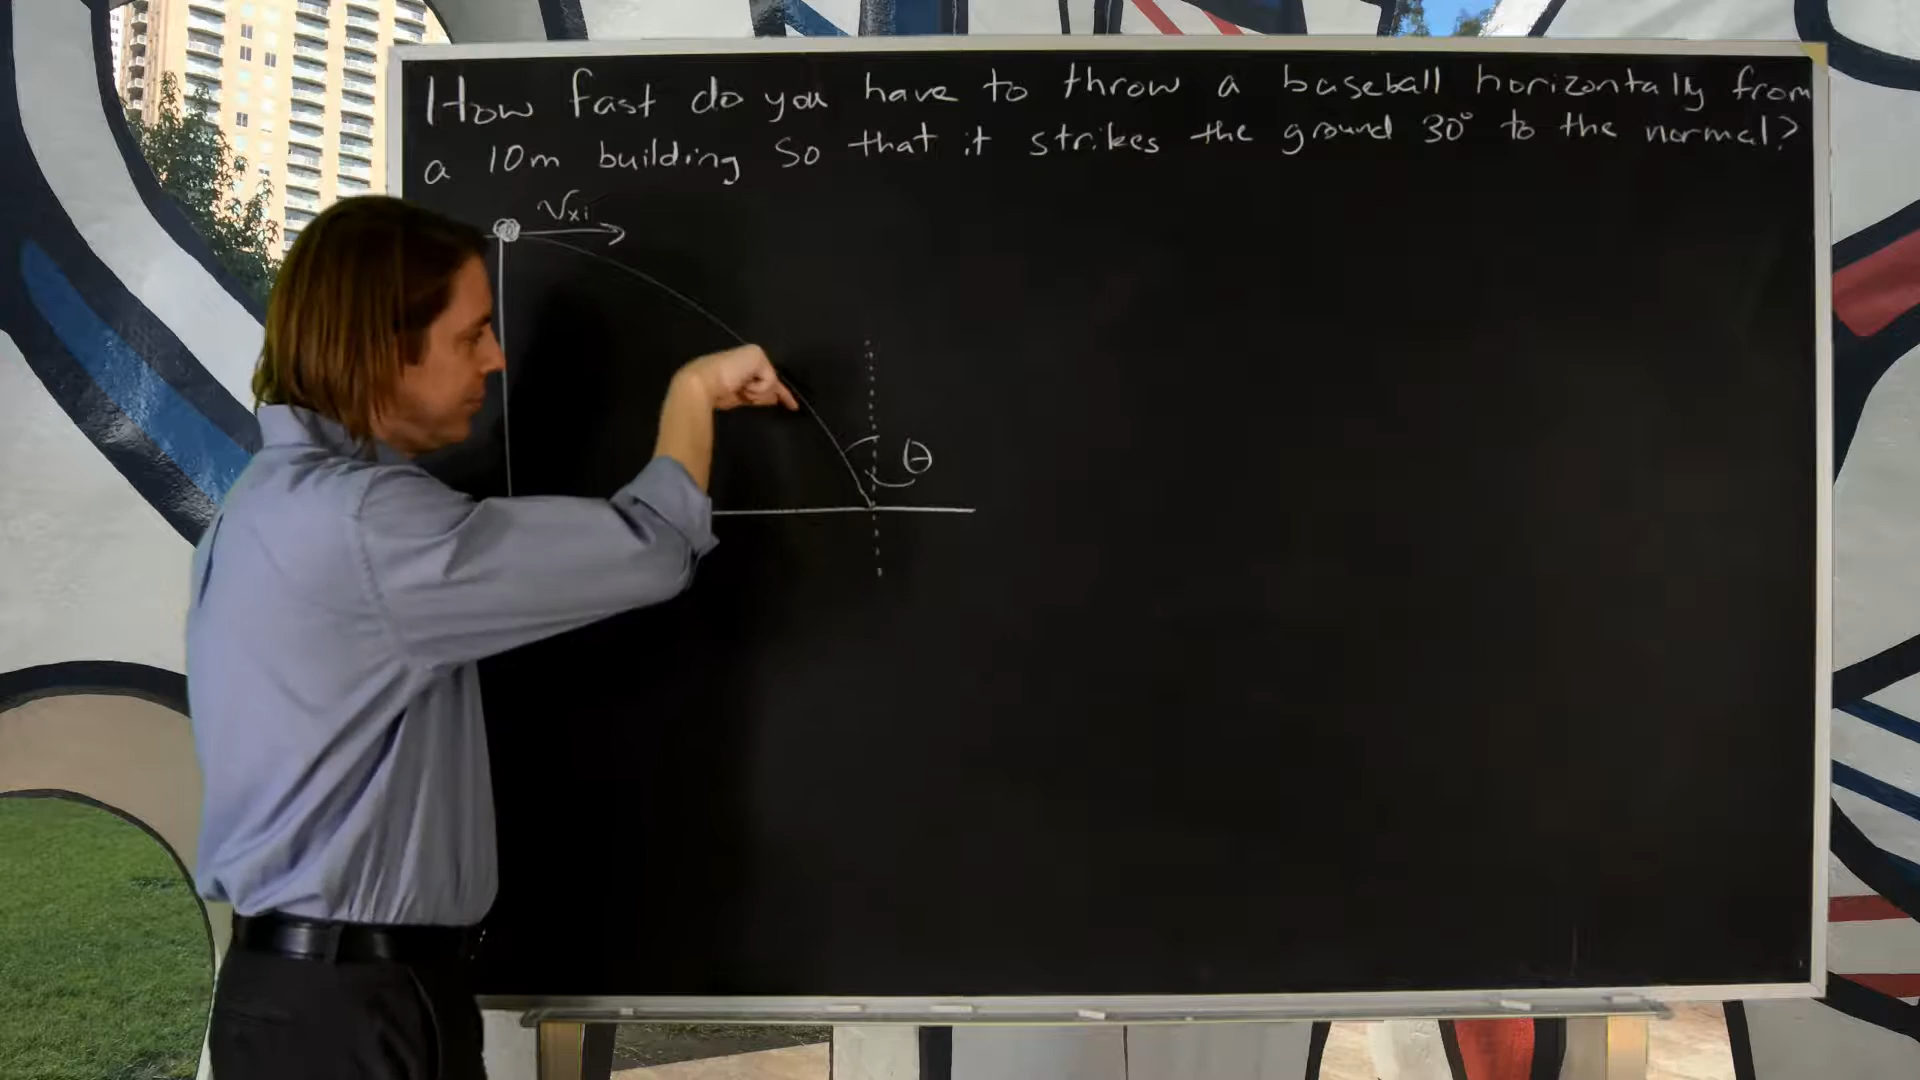 How fast do you have to throw a baseball horizontally from
a 10m building so that it strikes the ground 30° to the normal?
Vxi
θ